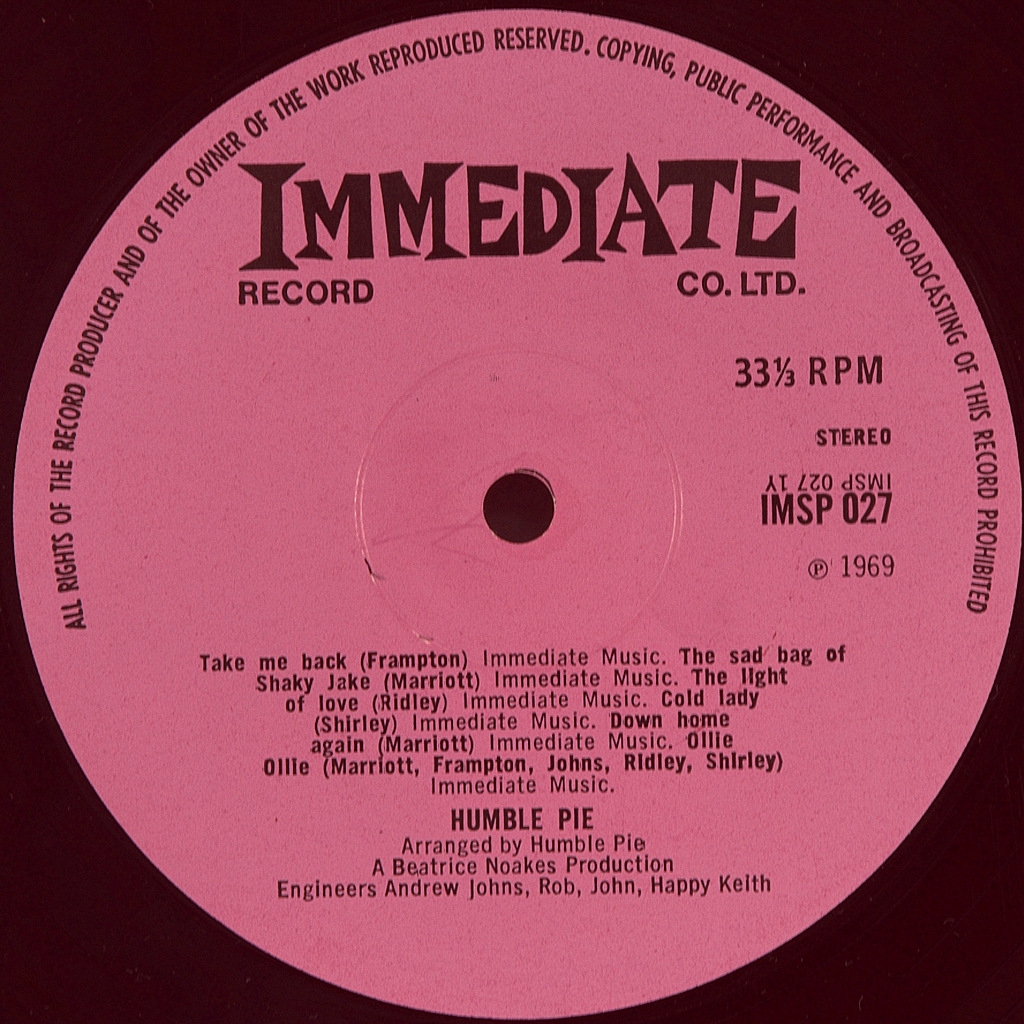 ALL RIGHTS OF THE RECORD PRODUCER AND OF THE OWNER OF THE WORK REPRODUCED RESERVED. COPYING, PUBLIC PERFORMANCE AND BROADCASTING OF THIS RECORD PROHIBITED
IMMEDIATE
RECORD CO. LTD.
33⅓ RPM
STEREO
IMSP 027 1Y
IMSP 027
℗ 1969
Take me back (Frampton) Immediate Music. The sad bag of
Shaky Jake (Marriott) Immediate Music. The light
of love (Ridley) Immediate Music. Cold lady
(Shirley) Immediate Music. Down home
again (Marriott) Immediate Music. Ollie
Ollie (Marriott, Frampton, Johns, Ridley, Shirley)
Immediate Music.
HUMBLE PIE
Arranged by Humble Pie
A Beatrice Noakes Production
Engineers Andrew Johns, Rob, John, Happy Keith